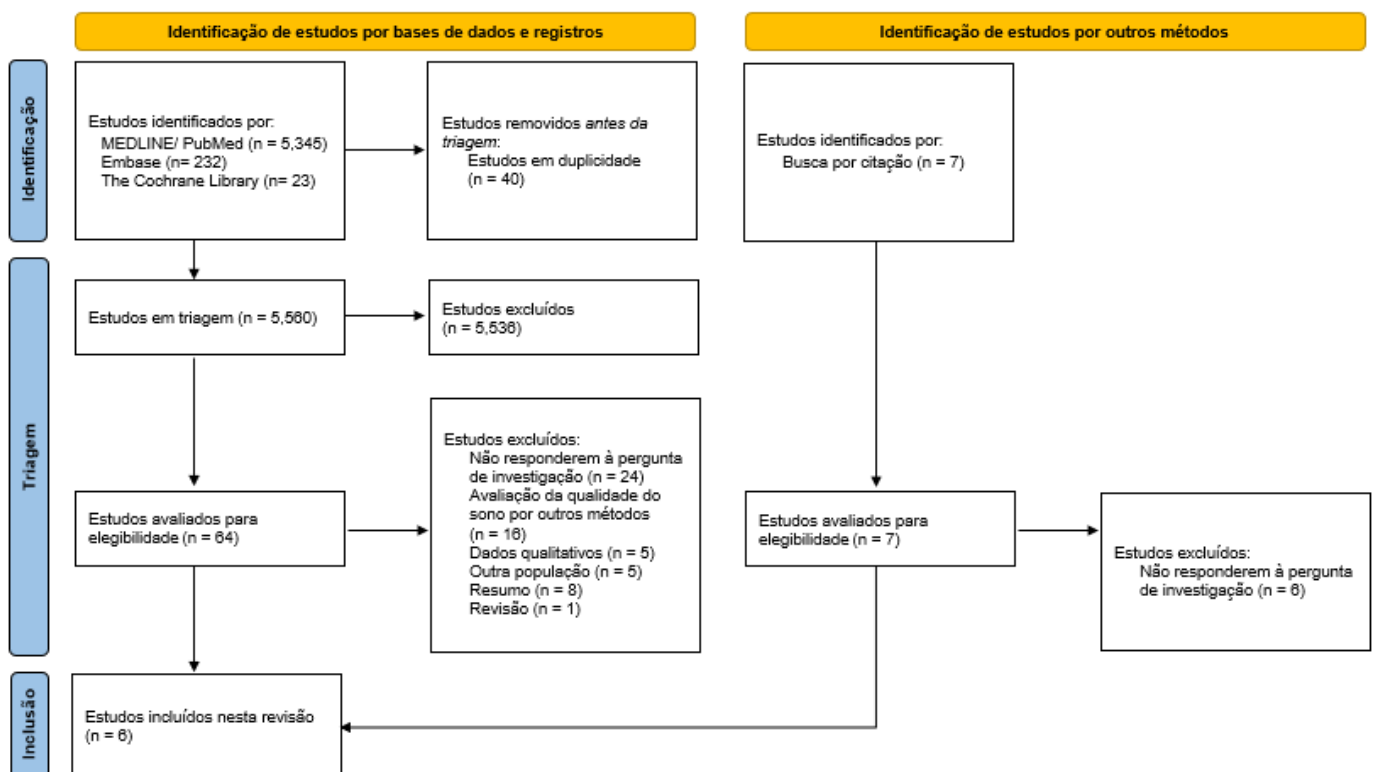 Identificação de estudos por bases de dados e registros
Identificação de estudos por outros métodos
Identificação
Estudos identificados por:
MEDLINE/ PubMed (n = 5,345)
Embase (n= 232)
The Cochrane Library (n= 23)
Estudos removidos antes da
triagem:
Estudos em duplicidade
(n = 40)
Estudos identificados por:
Busca por citação (n = 7)
Triagem
Estudos em triagem (n = 5,560)
Estudos excluídos
(n = 5,536)
Estudos avaliados para
elegibilidade (n = 64)
Estudos excluídos:
Não responderem à pergunta
de investigação (n = 24)
Avaliação da qualidade do
sono por outros métodos
(n = 16)
Dados qualitativos (n = 5)
Outra população (n = 5)
Resumo (n = 8)
Revisão (n = 1)
Estudos avaliados para
elegibilidade (n = 7)
Estudos excluídos:
Não responderem à pergunta
de investigação (n = 6)
Inclusão
Estudos incluídos nesta revisão
(n = 6)